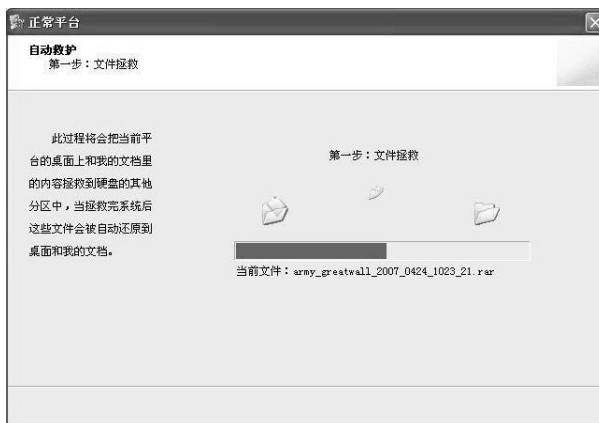 正常平台
自动救护
第一步：文件拯救
此过程将会把当前平
台的桌面上和我的文档里
的内容拯救到硬盘的其他
分区中，当拯救完系统后
这些文件会被自动还原到
桌面和我的文档。
第一步：文件拯救
当前文件：army_greatwall_2007_0424_1023_21.rar